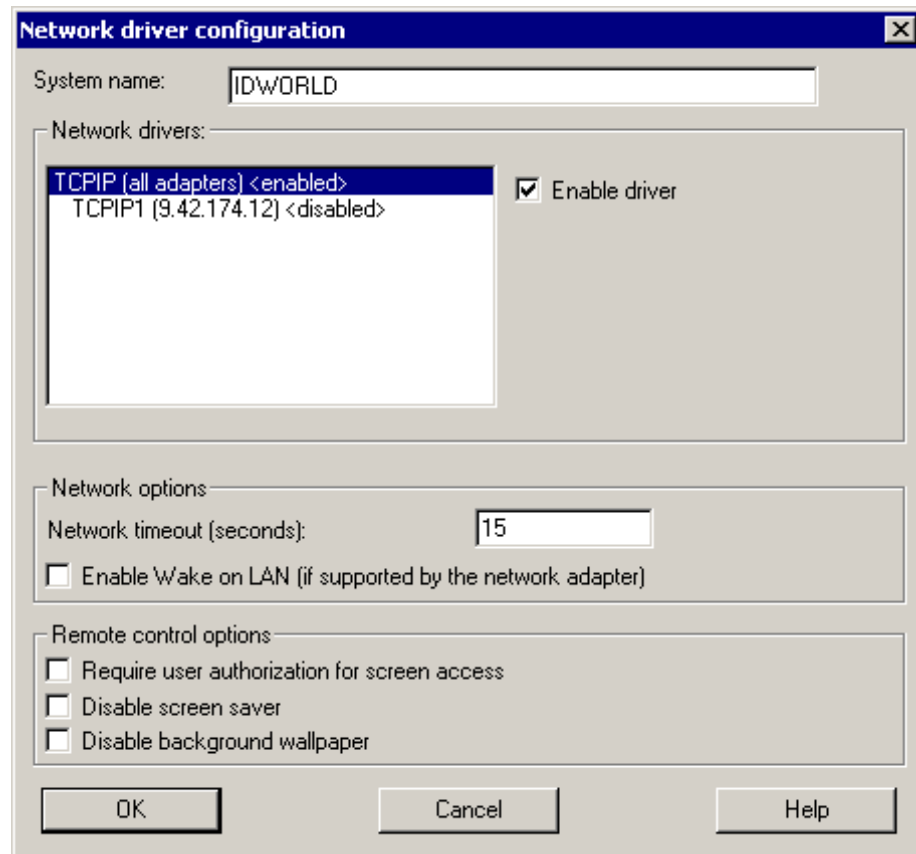 Network driver configuration
System name: IDWORLD
Network drivers:
TCPIP (all adapters) <enabled>
Enable driver
TCPIP1 (9.42.174.12) <disabled>
Network options
Network timeout (seconds): 15
Enable Wake on LAN (if supported by the network adapter)
Remote control options
Require user authorization for screen access
Disable screen saver
Disable background wallpaper
OK Cancel Help